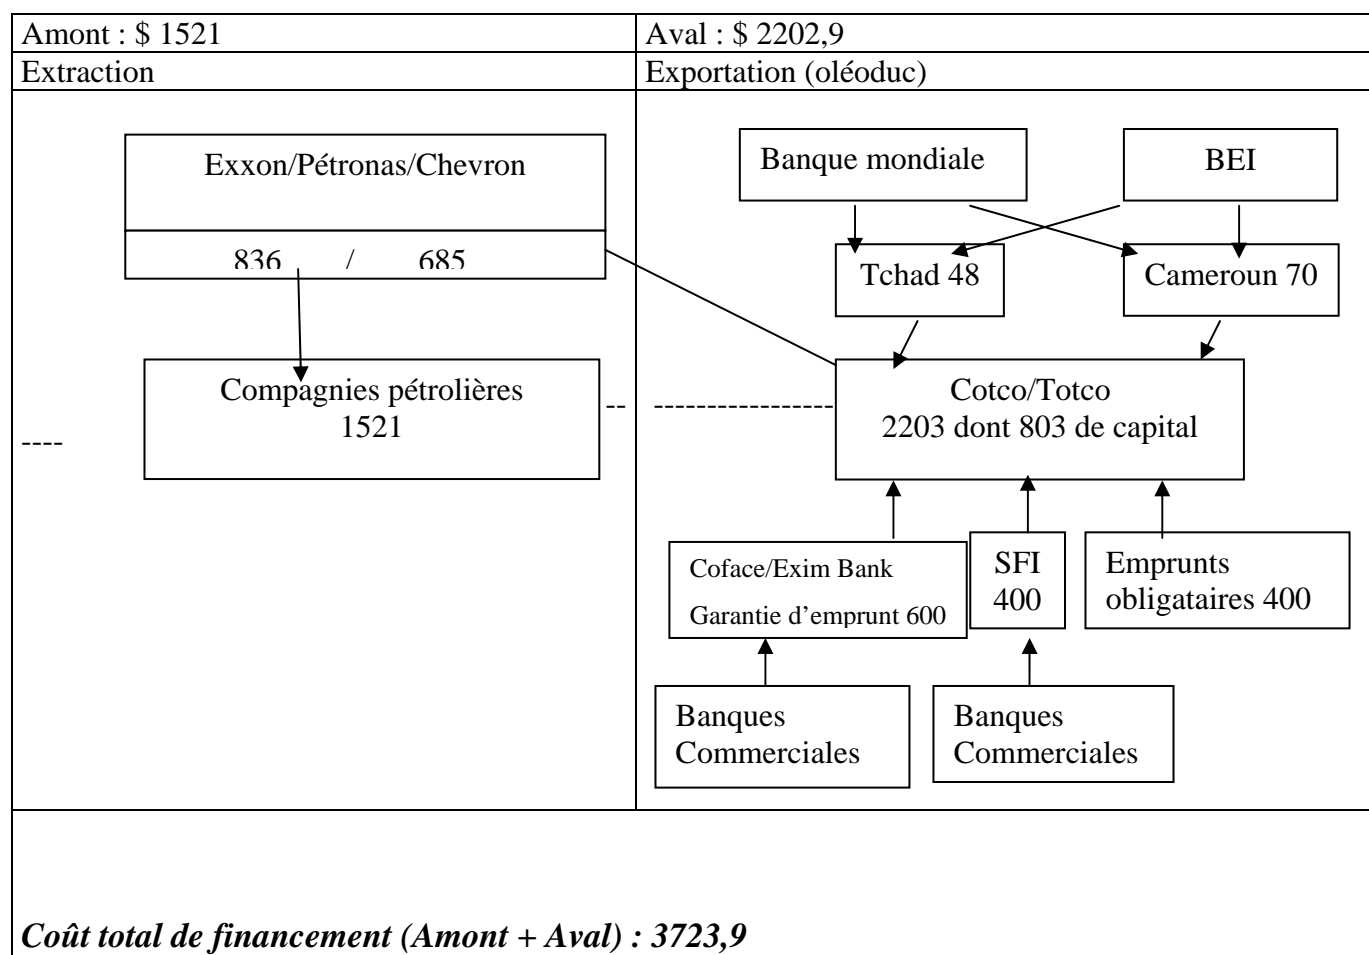 Amont : $ 1521
Aval : $ 2202,9
Extraction
Exportation (oléoduc)
Exxon/Pétronas/Chevron
836 / 685
Compagnies pétrolières
1521
Banque mondiale
BEI
Tchad 48
Cameroun 70
Cotco/Totco
2203 dont 803 de capital
Coface/Exim Bank
Garantie d’emprunt 600
SFI
400
Emprunts
obligataires 400
Banques
Commerciales
Banques
Commerciales
Coût total de financement (Amont + Aval) : 3723,9